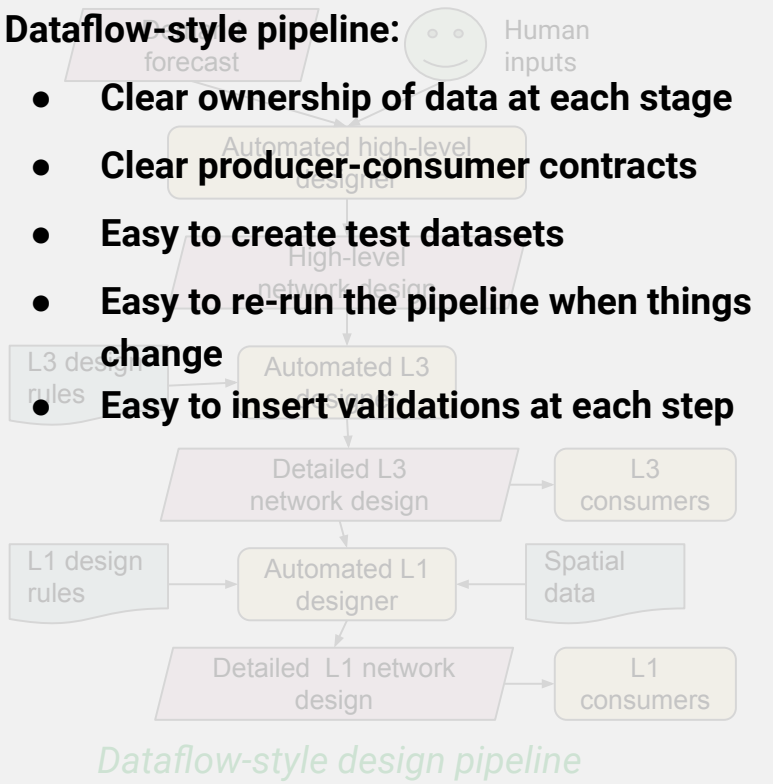 Dataflow-style pipeline:
● Clear ownership of data at each stage
● Clear producer-consumer contracts
● Easy to create test datasets
● Easy to re-run the pipeline when things
change
● Easy to insert validations at each step
forecast
Human
inputs
Automated high-level
designer
High-level
network design
L3 design
rules
Automated L3
designer
Detailed L3
network design
L3
consumers
L1 design
rules
Automated L1
designer
Spatial
data
Detailed L1 network
design
L1
consumers
Dataflow-style design pipeline